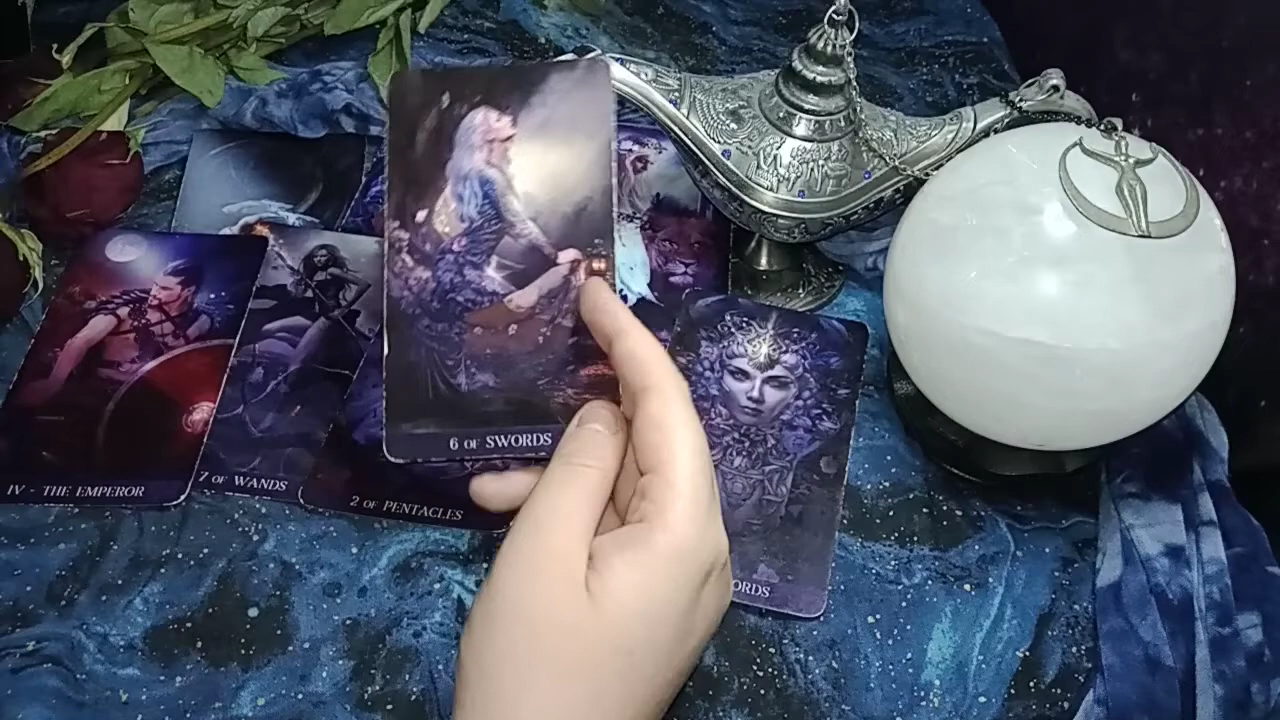 6 OF SWORDS
IV - THE EMPEROR
7 OF WANDS
2 OF PENTACLES
ORDS